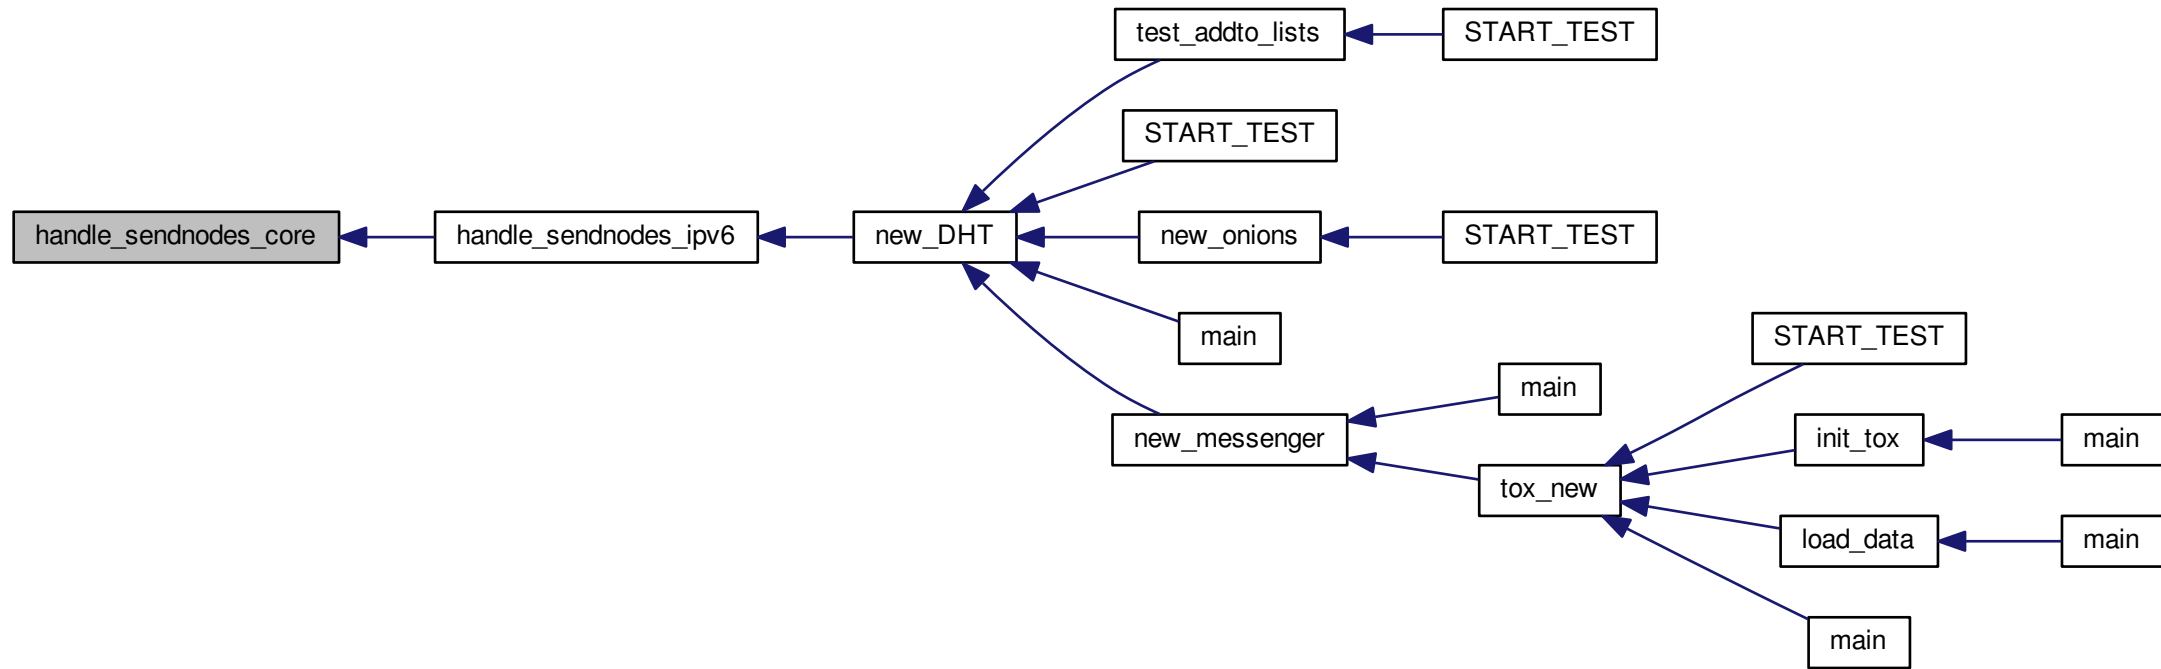 test_addto_lists
START_TEST
START_TEST
handle_sendnodes_core
handle_sendnodes_ipv6
new_DHT
new_onions
START_TEST
main
START_TEST
main
new_messenger
init_tox
main
tox_new
load_data
main
main